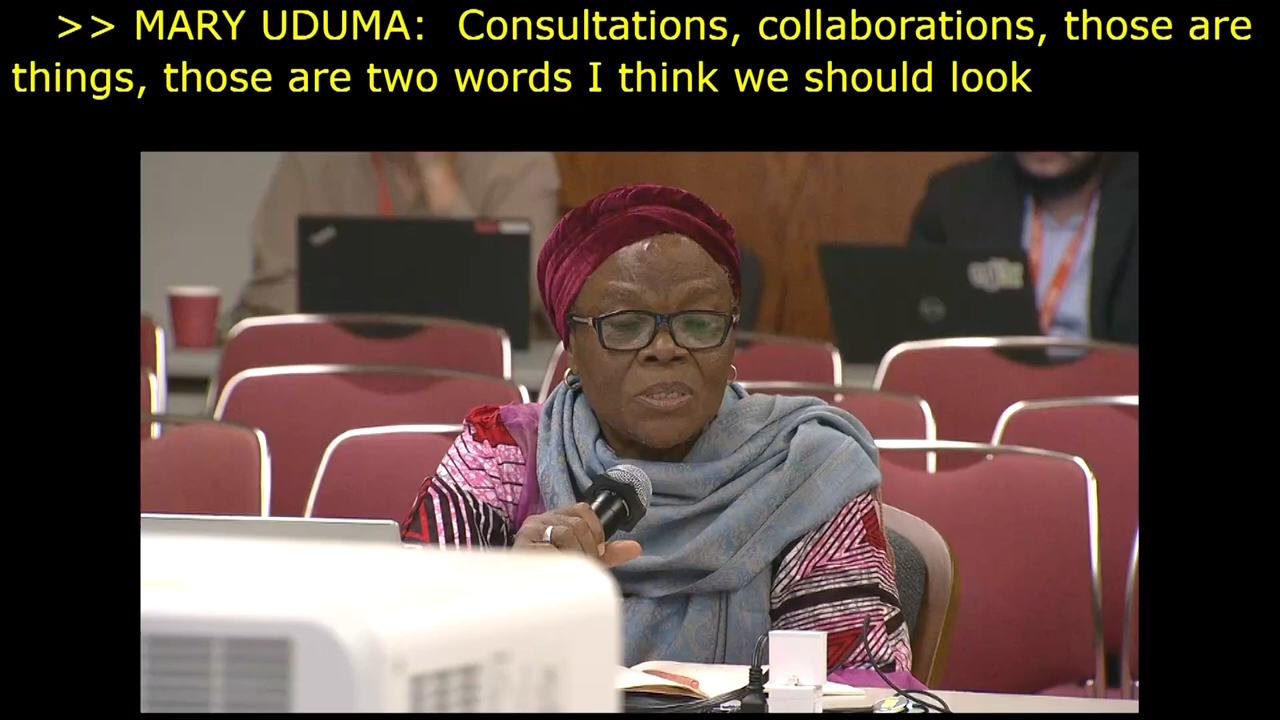 >> MARY UDUMA:  Consultations, collaborations, those are
things, those are two words I think we should look